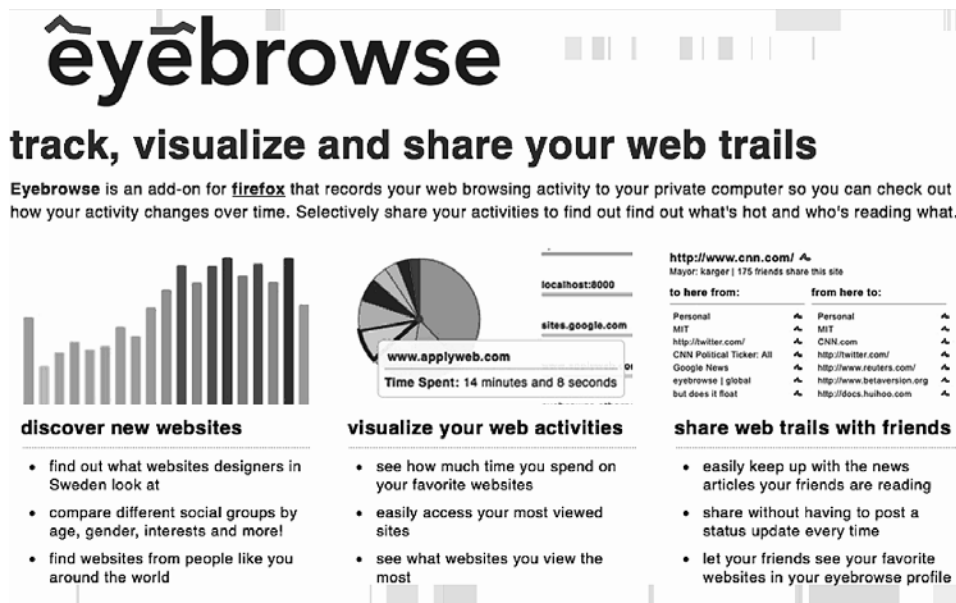 êyēbrowse
track, visualize and share your web trails
Eyebrowse is an add-on for firefox that records your web browsing activity to your private computer so you can check out
how your activity changes over time. Selectively share your activities to find out find out what's hot and who's reading what.
localhost:8000
sites.google.com
www.applyweb.com
Time Spent: 14 minutes and 8 seconds
http://www.cnn.com/
Mayor: karger | 175 friends share this site
to here from: from here to:
Personal Personal
MIT MIT
http://twitter.com/ CNN.com
CNN Political Ticker: All http://twitter.com/
Google News http://www.reuters.com/
eyebrowse | global http://www.betaversion.org
but does it float http://docs.huihoo.com
discover new websites
• find out what websites designers in
Sweden look at
• compare different social groups by
age, gender, interests and more!
• find websites from people like you
around the world
visualize your web activities
• see how much time you spend on
your favorite websites
• easily access your most viewed
sites
• see what websites you view the
most
share web trails with friends
• easily keep up with the news
articles your friends are reading
• share without having to post a
status update every time
• let your friends see your favorite
websites in your eyebrowse profile